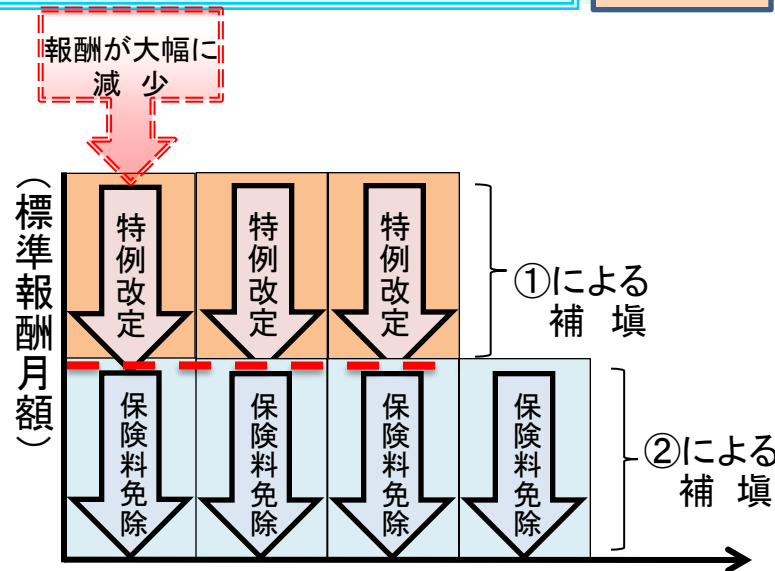 報酬が大幅に
減 少
（標準報酬月額）
特例改定
特例改定
特例改定
①による
補 塡
保険料免除
保険料免除
保険料免除
保険料免除
②による
補 塡